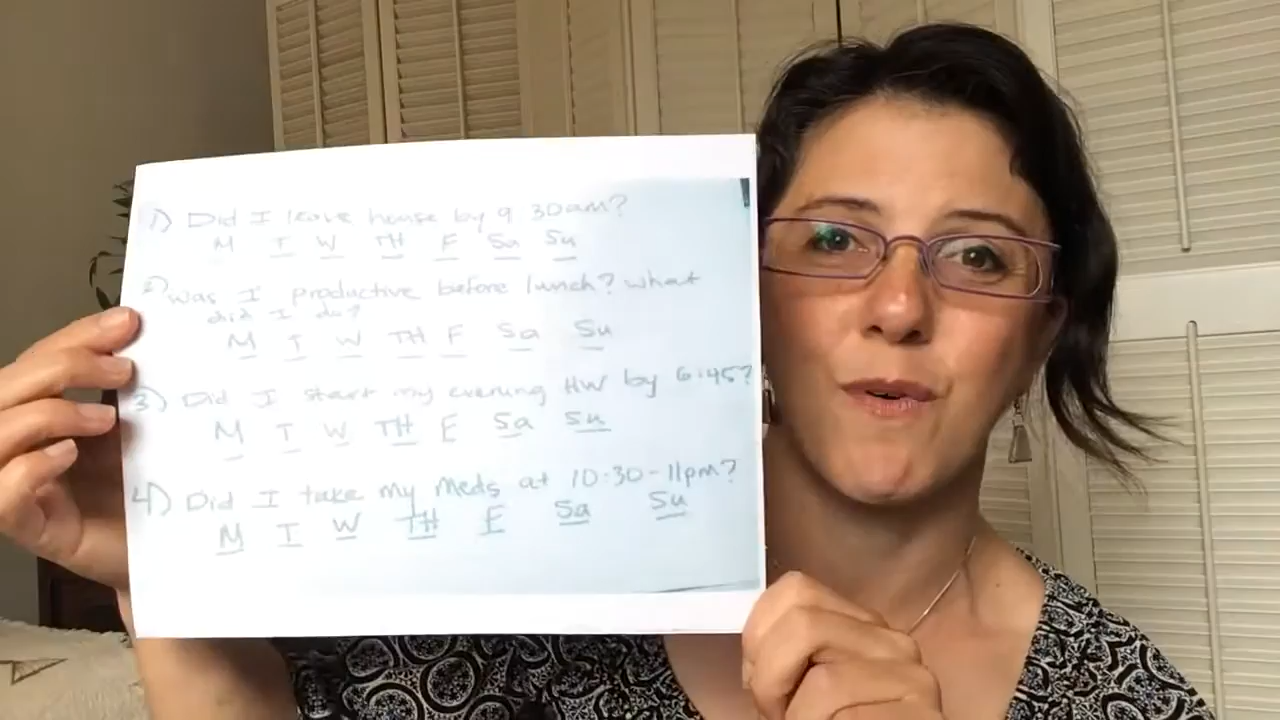 1) Did I leave house by 9:30am?
M T W TH F Sa Su
2) Was I productive before lunch? What
did I do?
M T W TH F Sa Su
3) Did I start my evening HW by 6:45?
M T W TH F Sa Su
4) Did I take my Meds at 10:30-11pm?
M T W TH F Sa Su